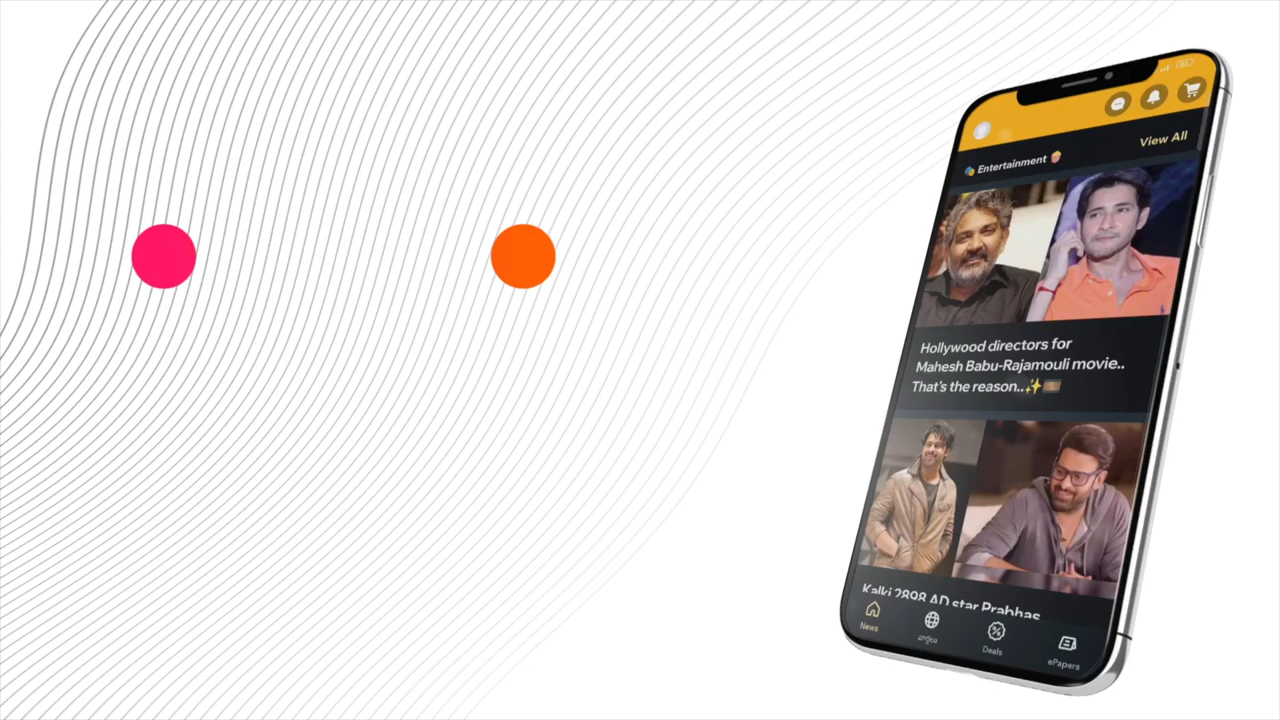 View All
Entertainment
Hollywood directors for
Mahesh Babu-Rajamouli movie..
That's the reason..
Kalki 2898 AD star Prabhas
News
వార్తలు
Deals
ePapers